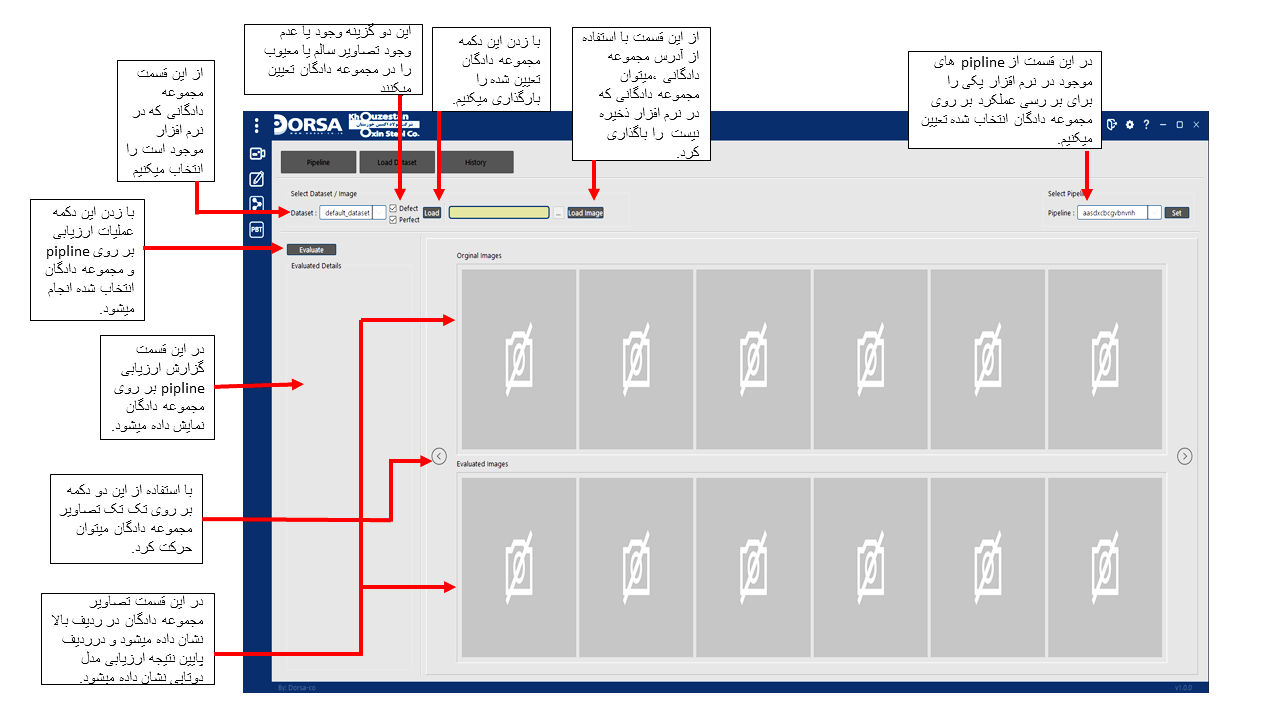 این دو گزینه وجود یا عدم
وجود تصاویر سالم یا معیوب
را در مجموعه دادگان تعیین
میکنند
با زدن این دکمه
مجموعه دادگان
تعیین شده را
بارگذاری میکنیم.
از این قسمت با استفاده
از آدرس مجموعه
دادگانی ،میتوان
مجموعه دادگانی که
در نرم افزار ذخیره
نیست را باگذاری
کرد.
در این قسمت از pipline های
موجود در نرم افزار یکی را
برای بر رسی عملکرد بر روی
مجموعه دادگان انتخاب شده تعیین
میکنیم.
از این قسمت
مجموعه
دادگانی که در
نرم افزار
موجود است را
انتخاب میکنیم
با زدن این دکمه
عملیات ارزیابی
بر روی pipline
و مجموعه دادگان
انتخاب شده انجام
میشود.
در این قسمت
گزارش ارزیابی
pipline بر روی
مجموعه دادگان
نمایش داده میشود.
با استفاده از این دو دکمه
بر روی تک تک تصاویر
مجموعه دادگان میتوان
حرکت کرد.
در این قسمت تصاویر
مجموعه دادگان در ردیف بالا
نشان داده میشود و درردیف
پایین نتیجه ارزیابی مدل
دوتایی نشان داده میشود.
DORSA
Khouzestan
Oxin Steel Co.
Pipeline
Load Dataset
History
Select Dataset / Image
Dataset :
default_dataset
Defect
Perfect
Load
...
Load Image
Select Pipeline
Pipeline :
aasdxcbcgvbnvnh
Set
PBT
Evaluate
Evaluated Details
Orginal Images
Evaluated Images
By: Dorsa-co
v1.0.0